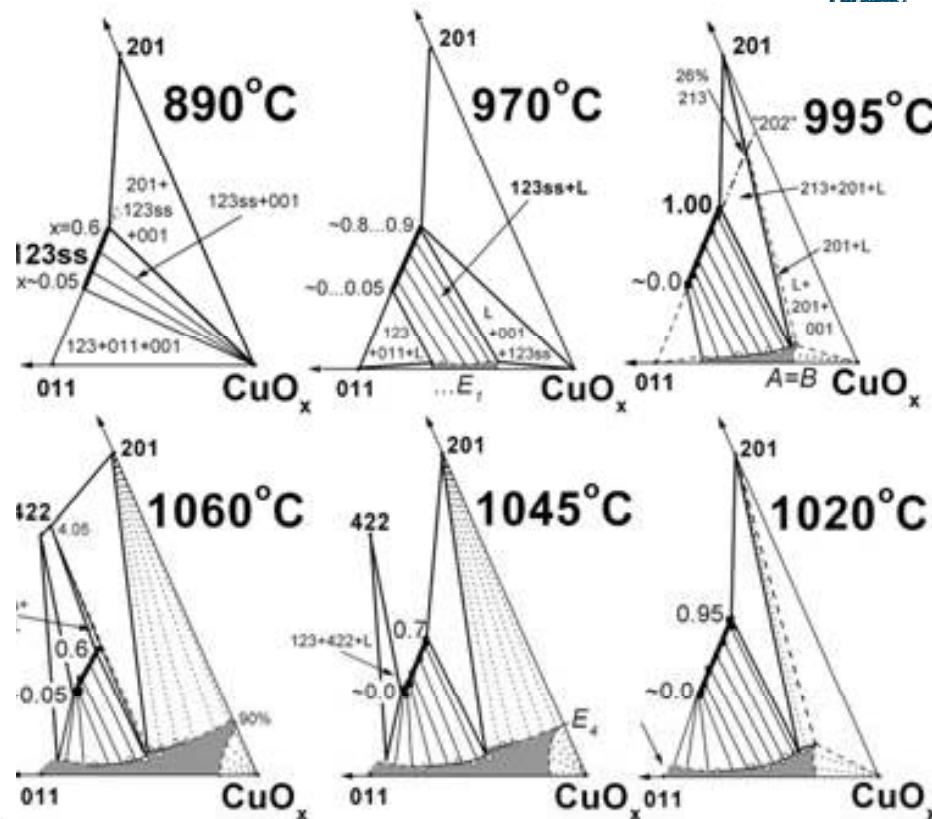 201
890°C
201+
123ss
+001
123ss+001
x=0.6
123ss
x~0.05
123+011+001
011
CuOx
201
970°C
123ss+L
~0.8...0.9
~0...0.05
123
+011+L
L
+001
+123ss
011
...E1
CuOx
201
26%
213
"202"
995°C
213+201+L
1.00
201+L
~0.0
L+
201+
001
011
A=B
CuOx
201
1060°C
422
4.05
0.6
0.05
90%
011
CuOx
201
1045°C
422
0.7
123+422+L
~0.0
E4
011
CuOx
201
1020°C
0.95
~0.0
011
CuOx